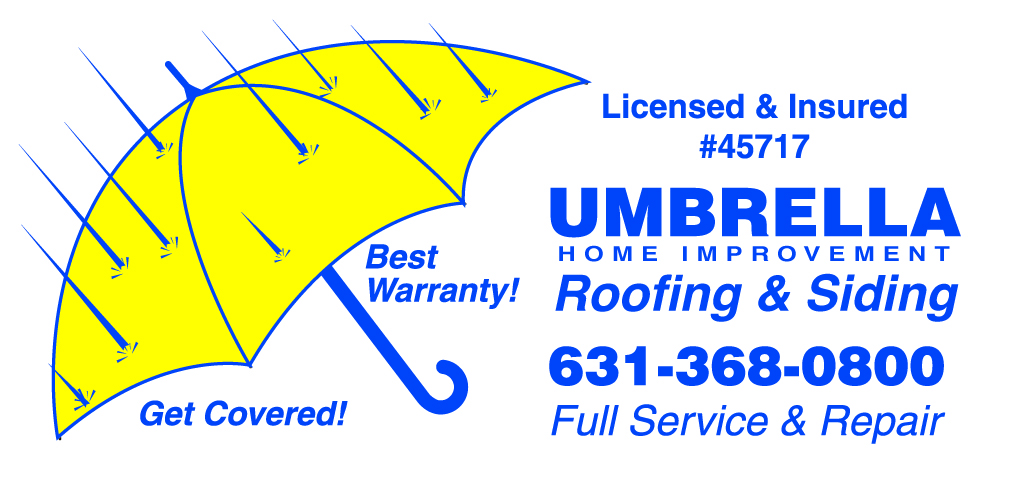 Licensed & Insured
#45717
UMBRELLA
HOME IMPROVEMENT
Roofing & Siding
631-368-0800
Full Service & Repair
Best
Warranty!
Get Covered!